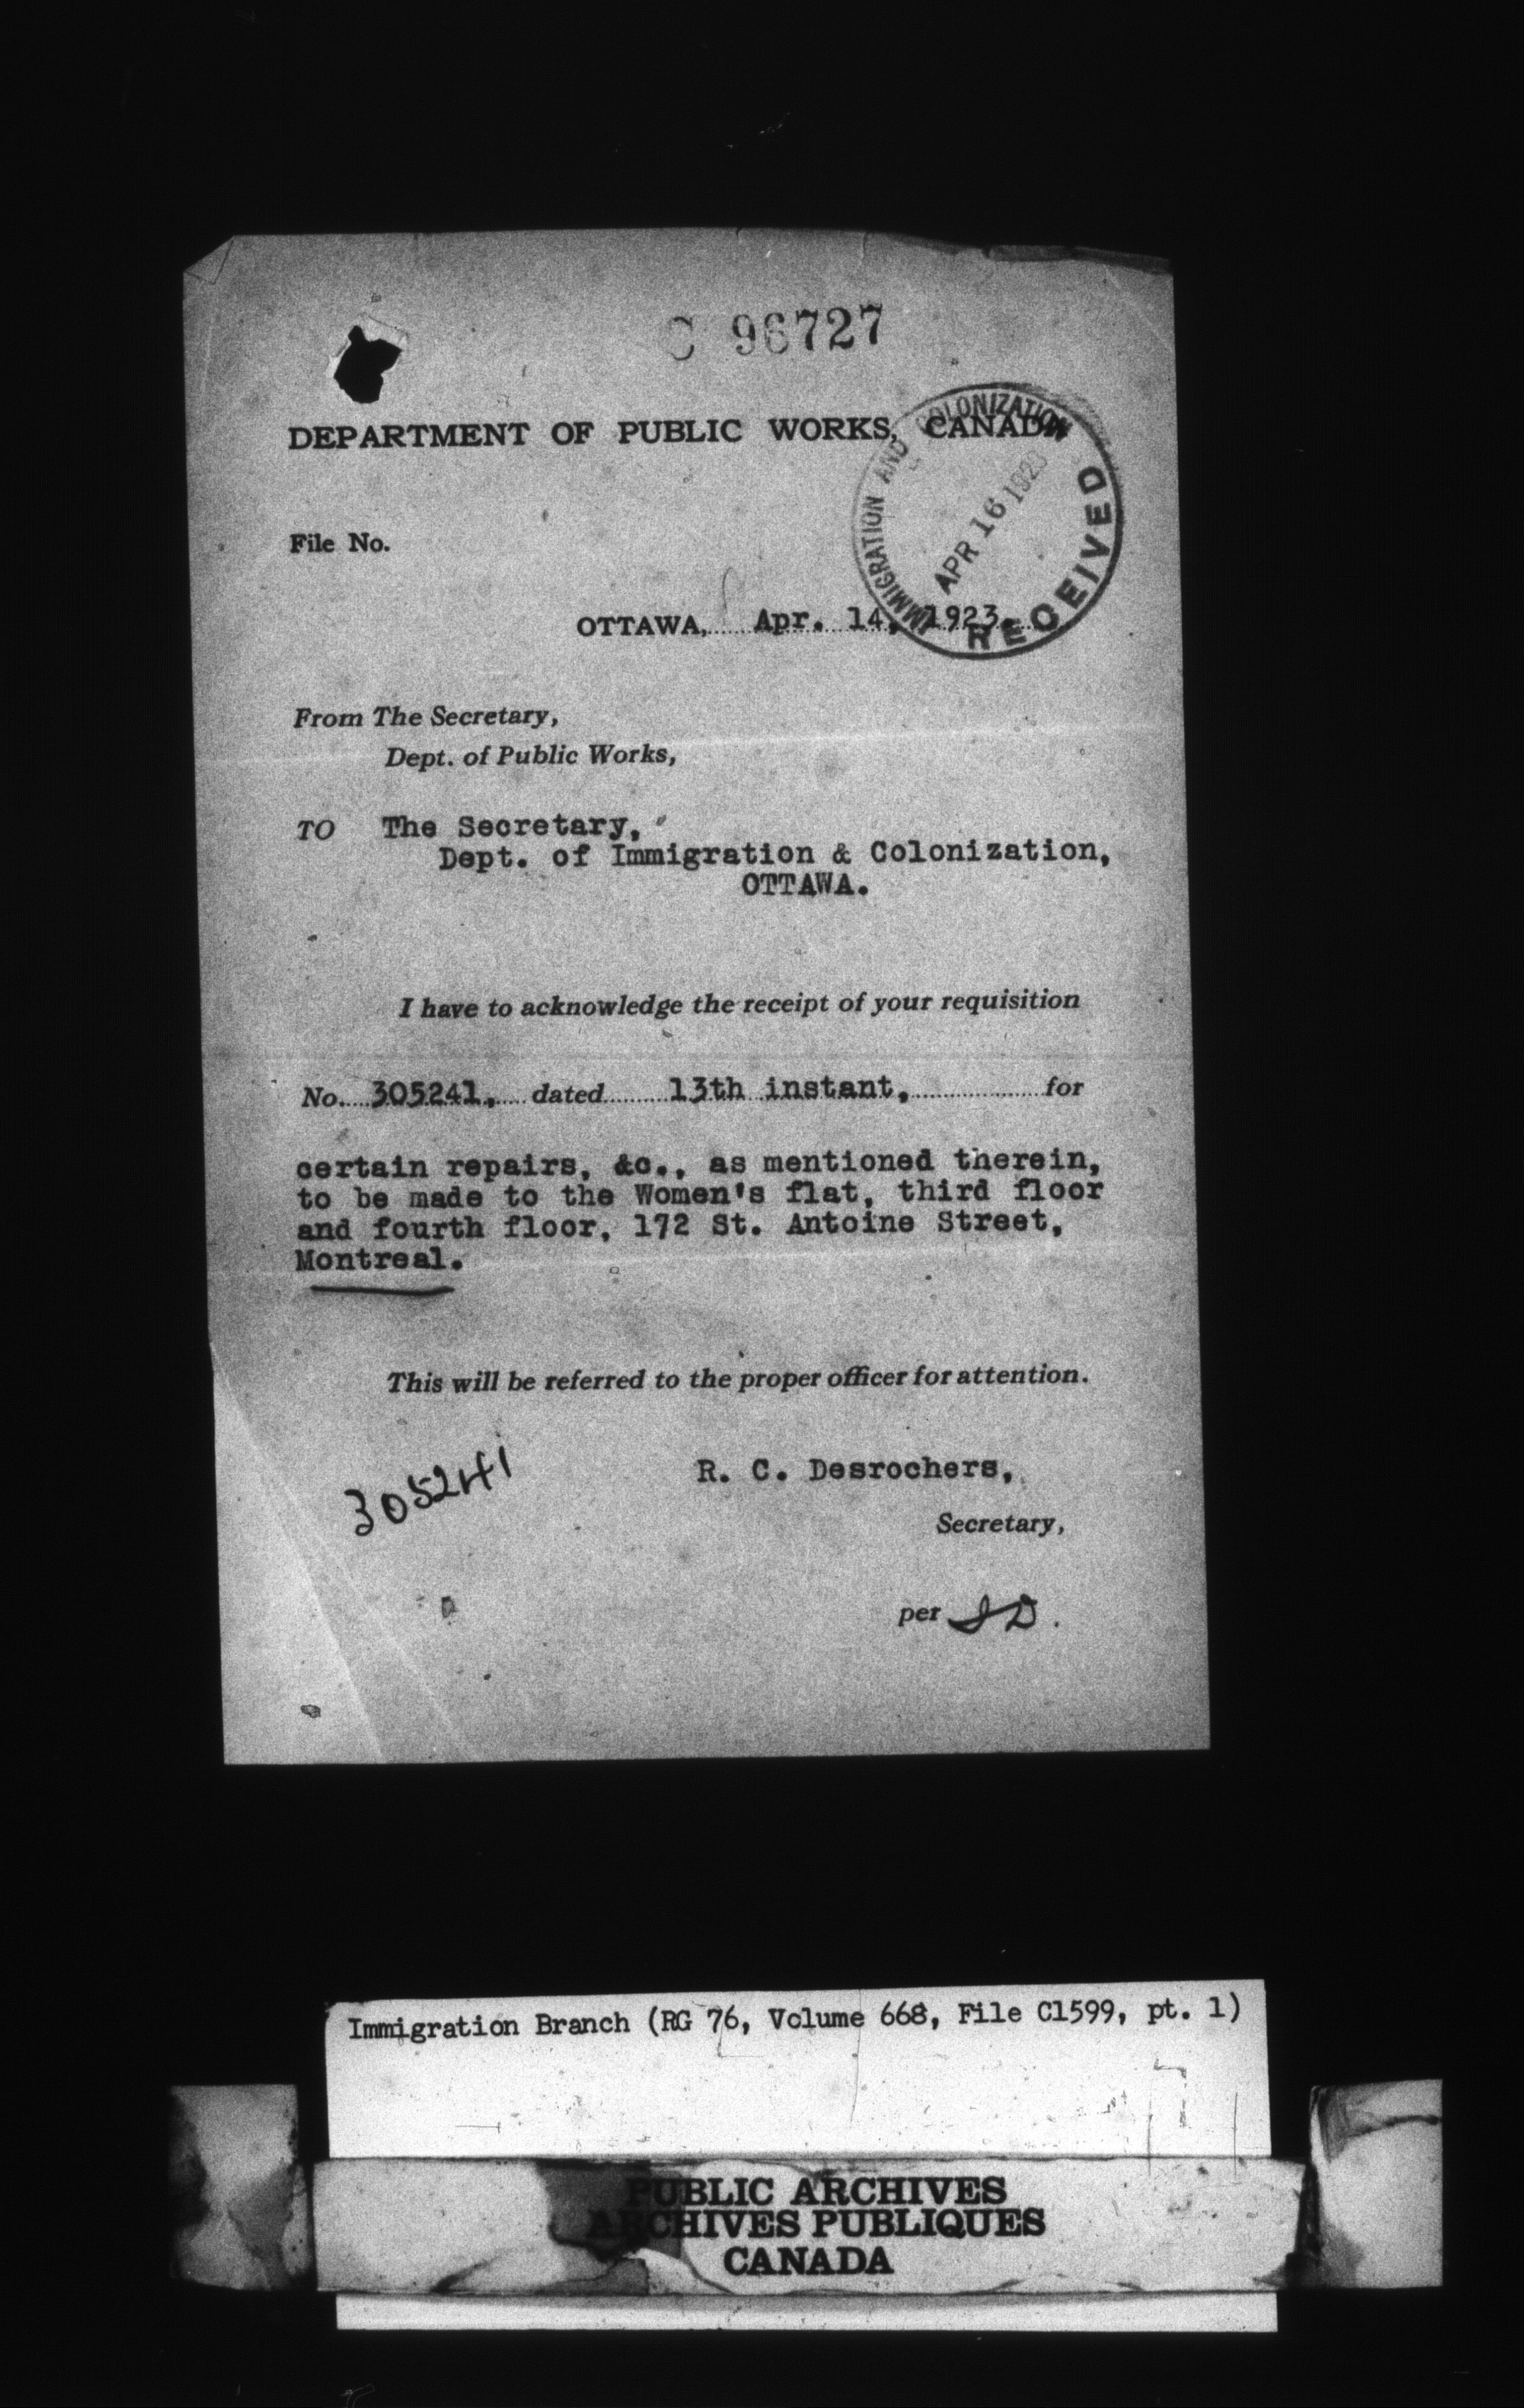 C 96727
DEPARTMENT OF PUBLIC WORKS, CANADA
IMMIGRATION AND COLONIZATION
APR 16 1923
RECEIVED
File No.
OTTAWA, Apr. 14, 1923.
From The Secretary,
Dept. of Public Works,
TO The Secretary,
Dept. of Immigration & Colonization,
OTTAWA.
I have to acknowledge the receipt of your requisition
No. 305241, dated 13th instant, for
certain repairs, &c., as mentioned therein,
to be made to the Women's flat, third floor
and fourth floor, 172 St. Antoine Street,
Montreal.
This will be referred to the proper officer for attention.
305241
R. C. Desrochers,
Secretary,
per
Immigration Branch (RG 76, Volume 668, File C1599, pt. 1)
PUBLIC ARCHIVES
ARCHIVES PUBLIQUES
CANADA